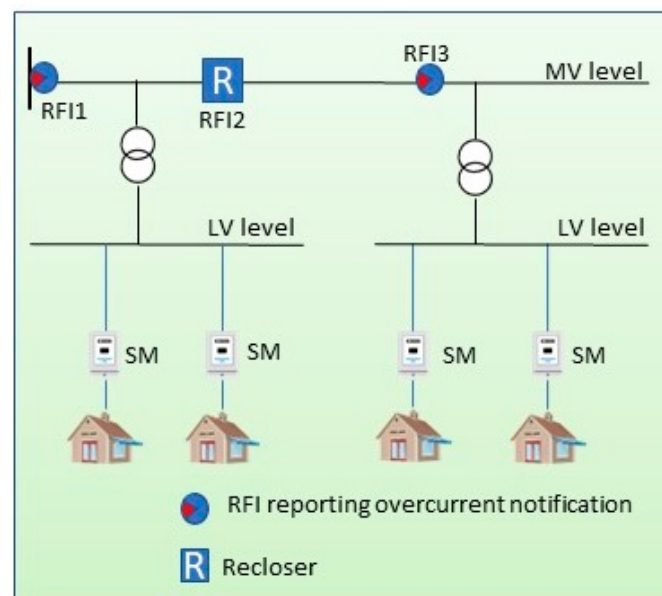 RFI3
MV level
R
RFI1
RFI2
LV level
LV level
SM
SM
SM
SM
RFI reporting overcurrent notification
R
Recloser